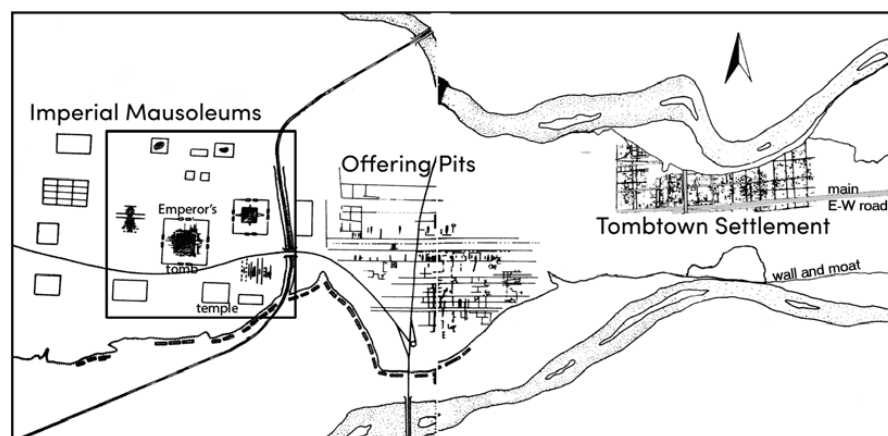 Imperial Mausoleums
Offering Pits
Emperor's
tomb
temple
main
E-W road
Tombtown Settlement
wall and moat